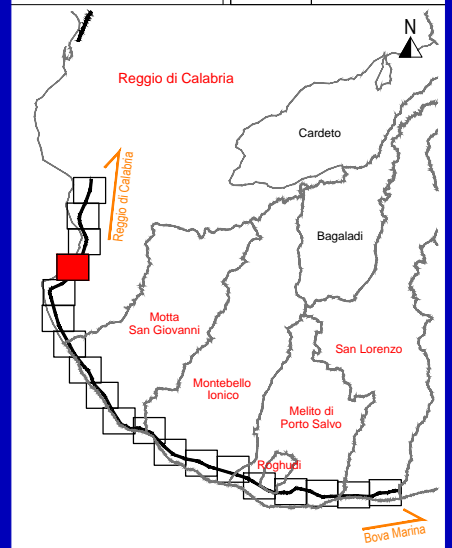 N
Reggio di Calabria
Cardeto
Reggio di Calabria
Bagaladi
Motta
San Giovanni
San Lorenzo
Montebello
Ionico
Melito di
Porto Salvo
Roghudi
Bova Marina